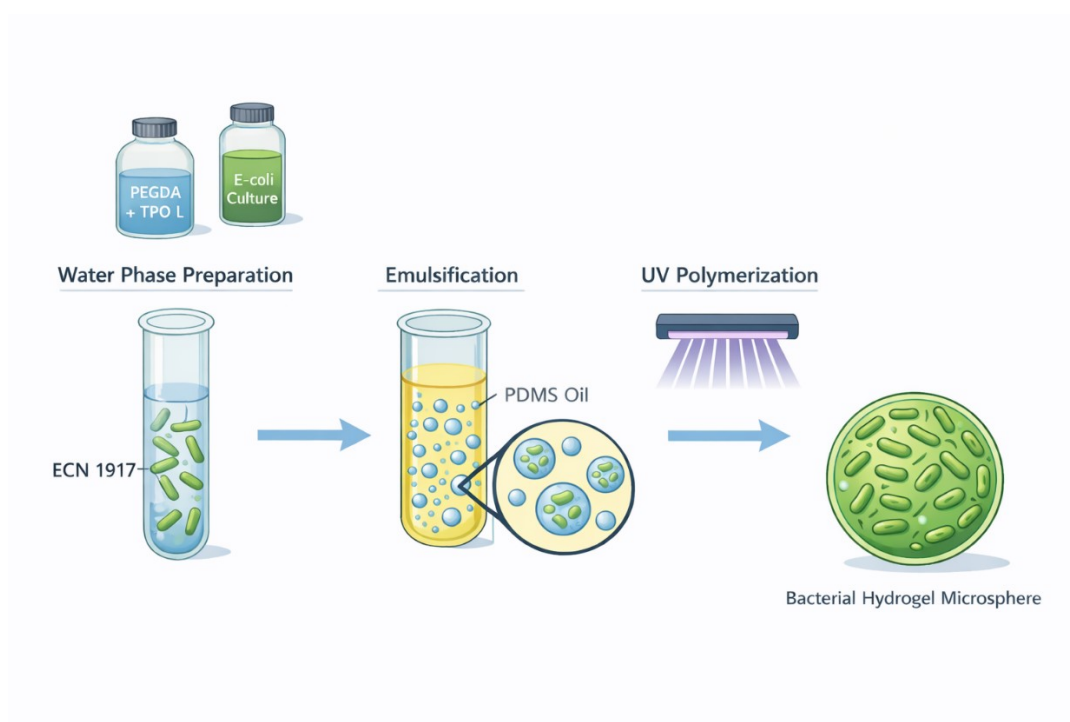 PEGDA
+ TPO L
E-coli
Culture
Water Phase Preparation
Emulsification
UV Polymerization
PDMS Oil
ECN 1917
Bacterial Hydrogel Microsphere